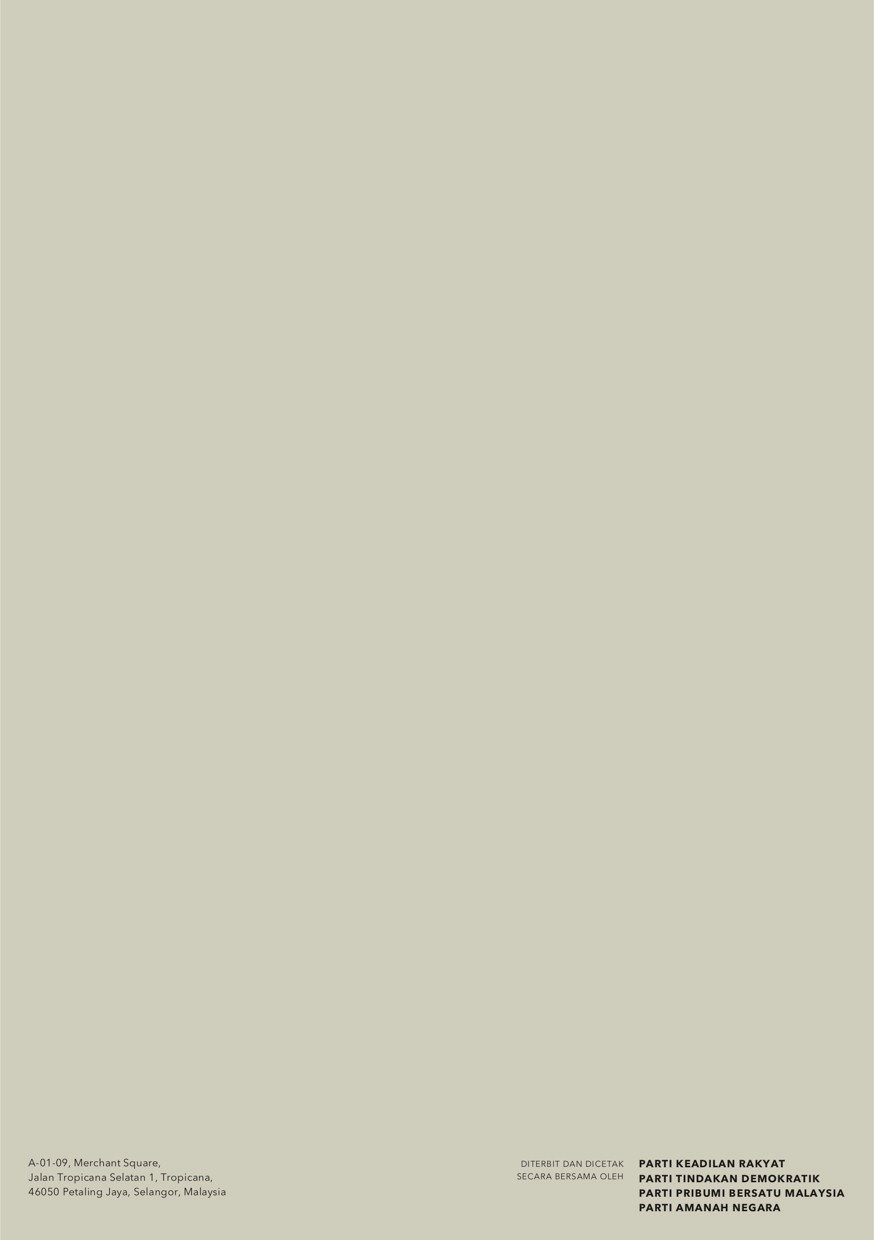 A-01-09, Merchant Square,
Jalan Tropicana Selatan 1, Tropicana,
46050 Petaling Jaya, Selangor, Malaysia
DITERBIT DAN DICETAK
SECARA BERSAMA OLEH
PARTI KEADILAN RAKYAT
PARTI TINDAKAN DEMOKRATIK
PARTI PRIBUMI BERSATU MALAYSIA
PARTI AMANAH NEGARA